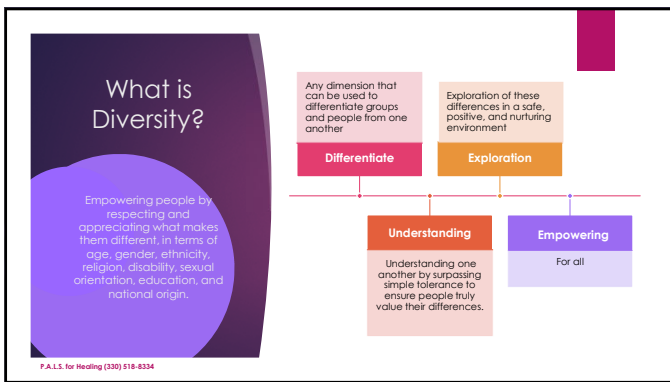 What is
Diversity?
Empowering people by
respecting and
appreciating what makes
them different, in terms of
age, gender, ethnicity,
religion, disability, sexual
orientation, education, and
national origin.
Any dimension that
can be used to
differentiate groups
and people from one
another
Differentiate
Understanding
Understanding one
another by surpassing
simple tolerance to
ensure people truly
value their differences.
Exploration of these
differences in a safe,
positive, and nurturing
environment
Exploration
Empowering
For all
P.A.L.S. for Healing (330) 518-8334